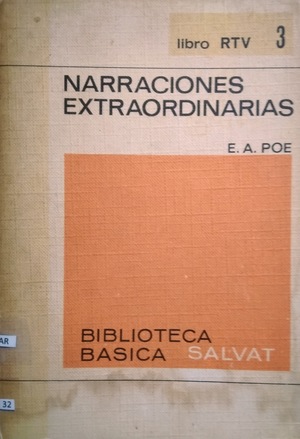 libro RTV 3
NARRACIONES
EXTRAORDINARIAS
E. A. POE
BIBLIOTECA
BASICA SALVAT
AR
32